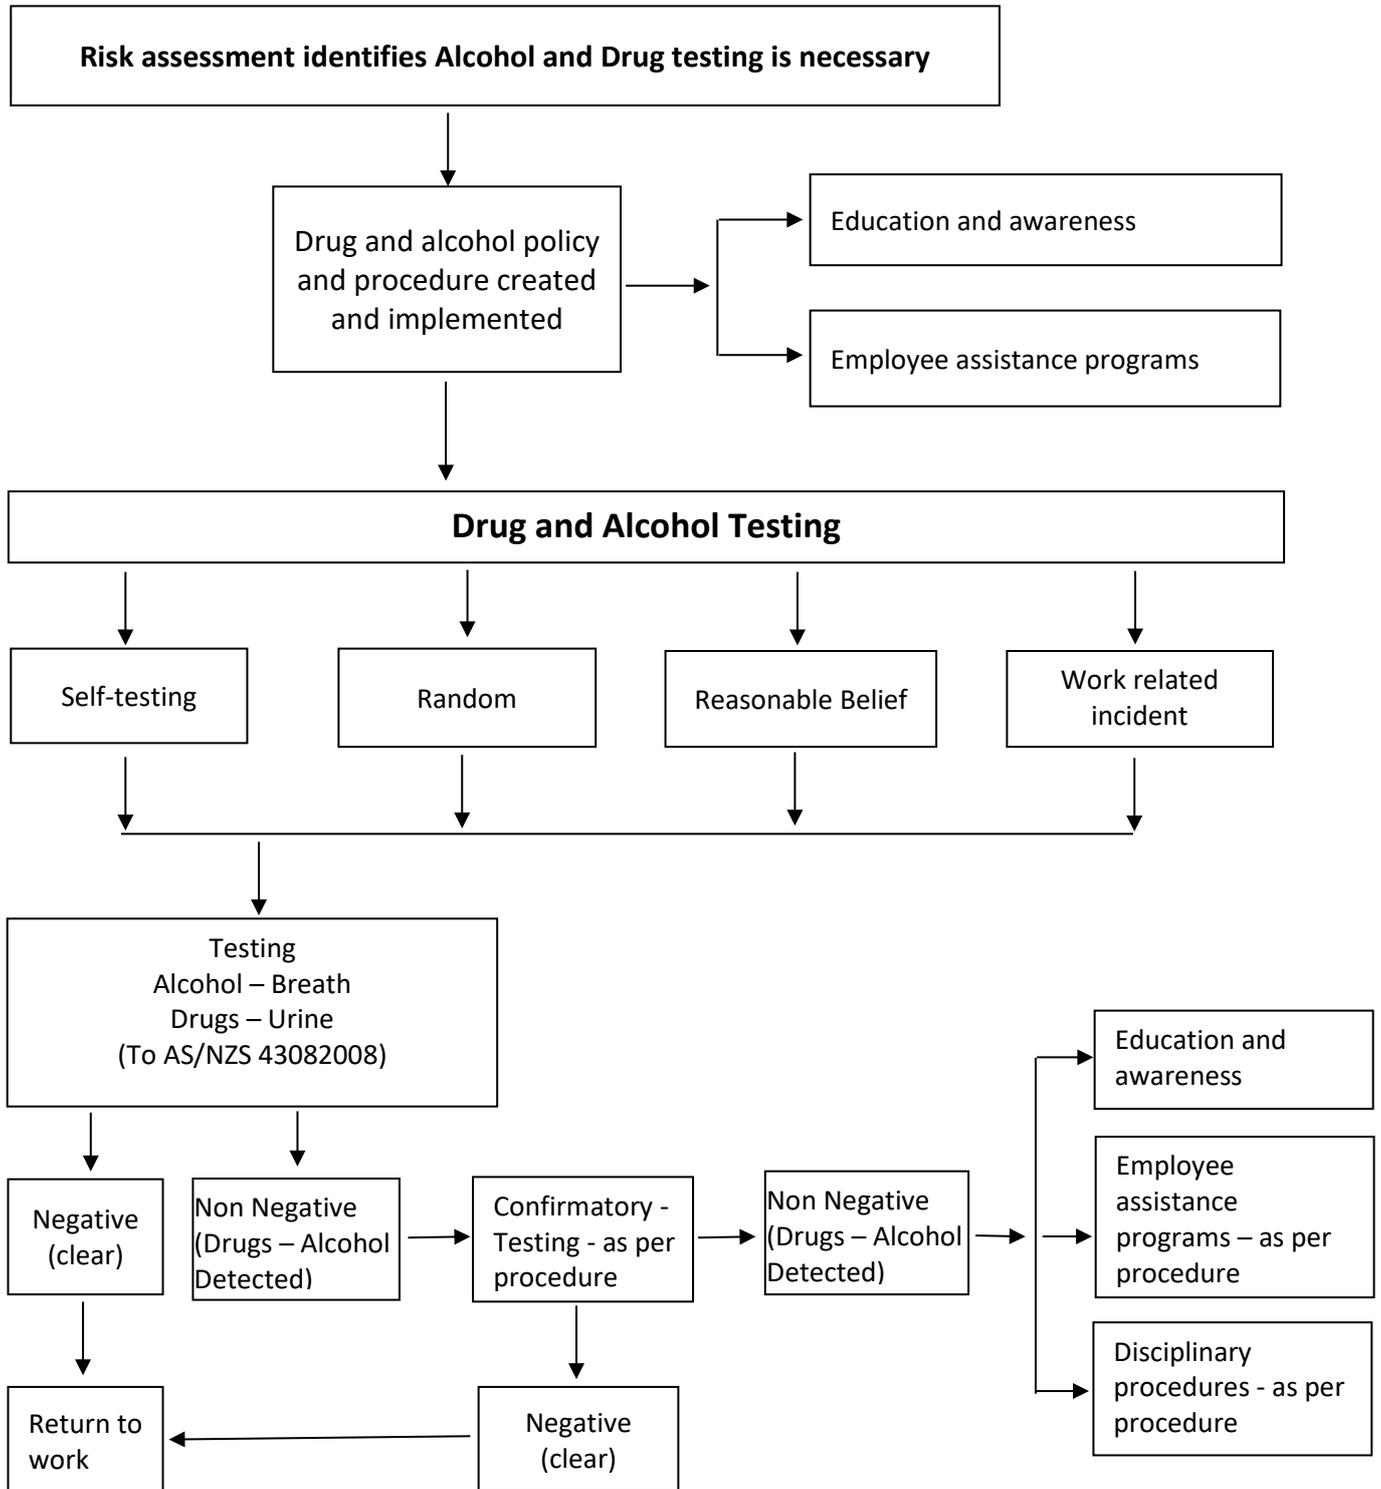 Risk assessment identifies Alcohol and Drug testing is necessary
Drug and alcohol policy
and procedure created
and implemented
Education and awareness
Employee assistance programs
Drug and Alcohol Testing
Self-testing
Random
Reasonable Belief
Work related
incident
Testing
Alcohol – Breath
Drugs – Urine
(To AS/NZS 43082008)
Negative
(clear)
Non Negative
(Drugs – Alcohol
Detected)
Confirmatory -
Testing - as per
procedure
Non Negative
(Drugs – Alcohol
Detected)
Education and
awareness
Employee
assistance
programs – as per
procedure
Disciplinary
procedures - as per
procedure
Return to
work
Negative
(clear)